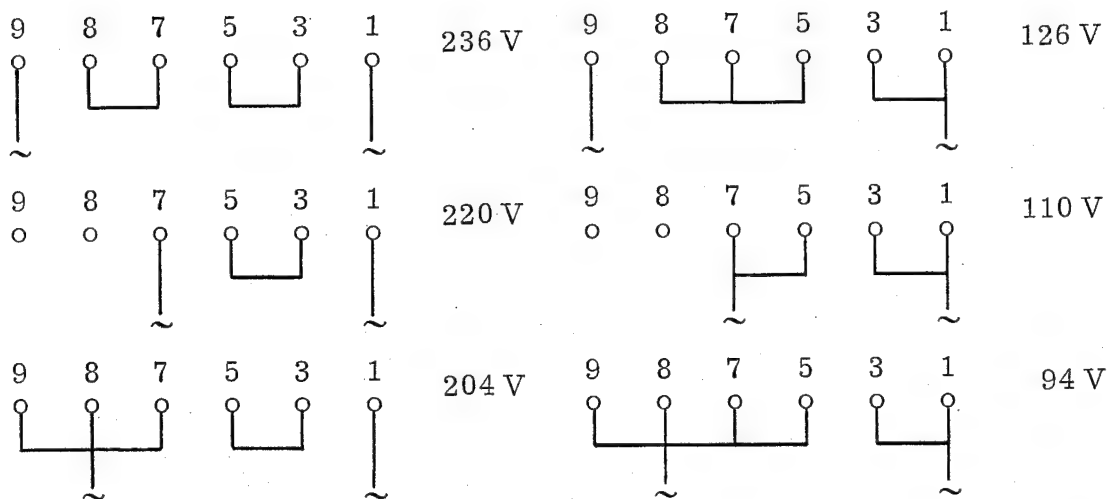 9 8 7 5 3 1 236 V
9 8 7 5 3 1 126 V
~ ~ ~ ~
9 8 7 5 3 1 220 V
9 8 7 5 3 1 110 V
~ ~ ~ ~
9 8 7 5 3 1 204 V
9 8 7 5 3 1 94 V
~ ~ ~ ~